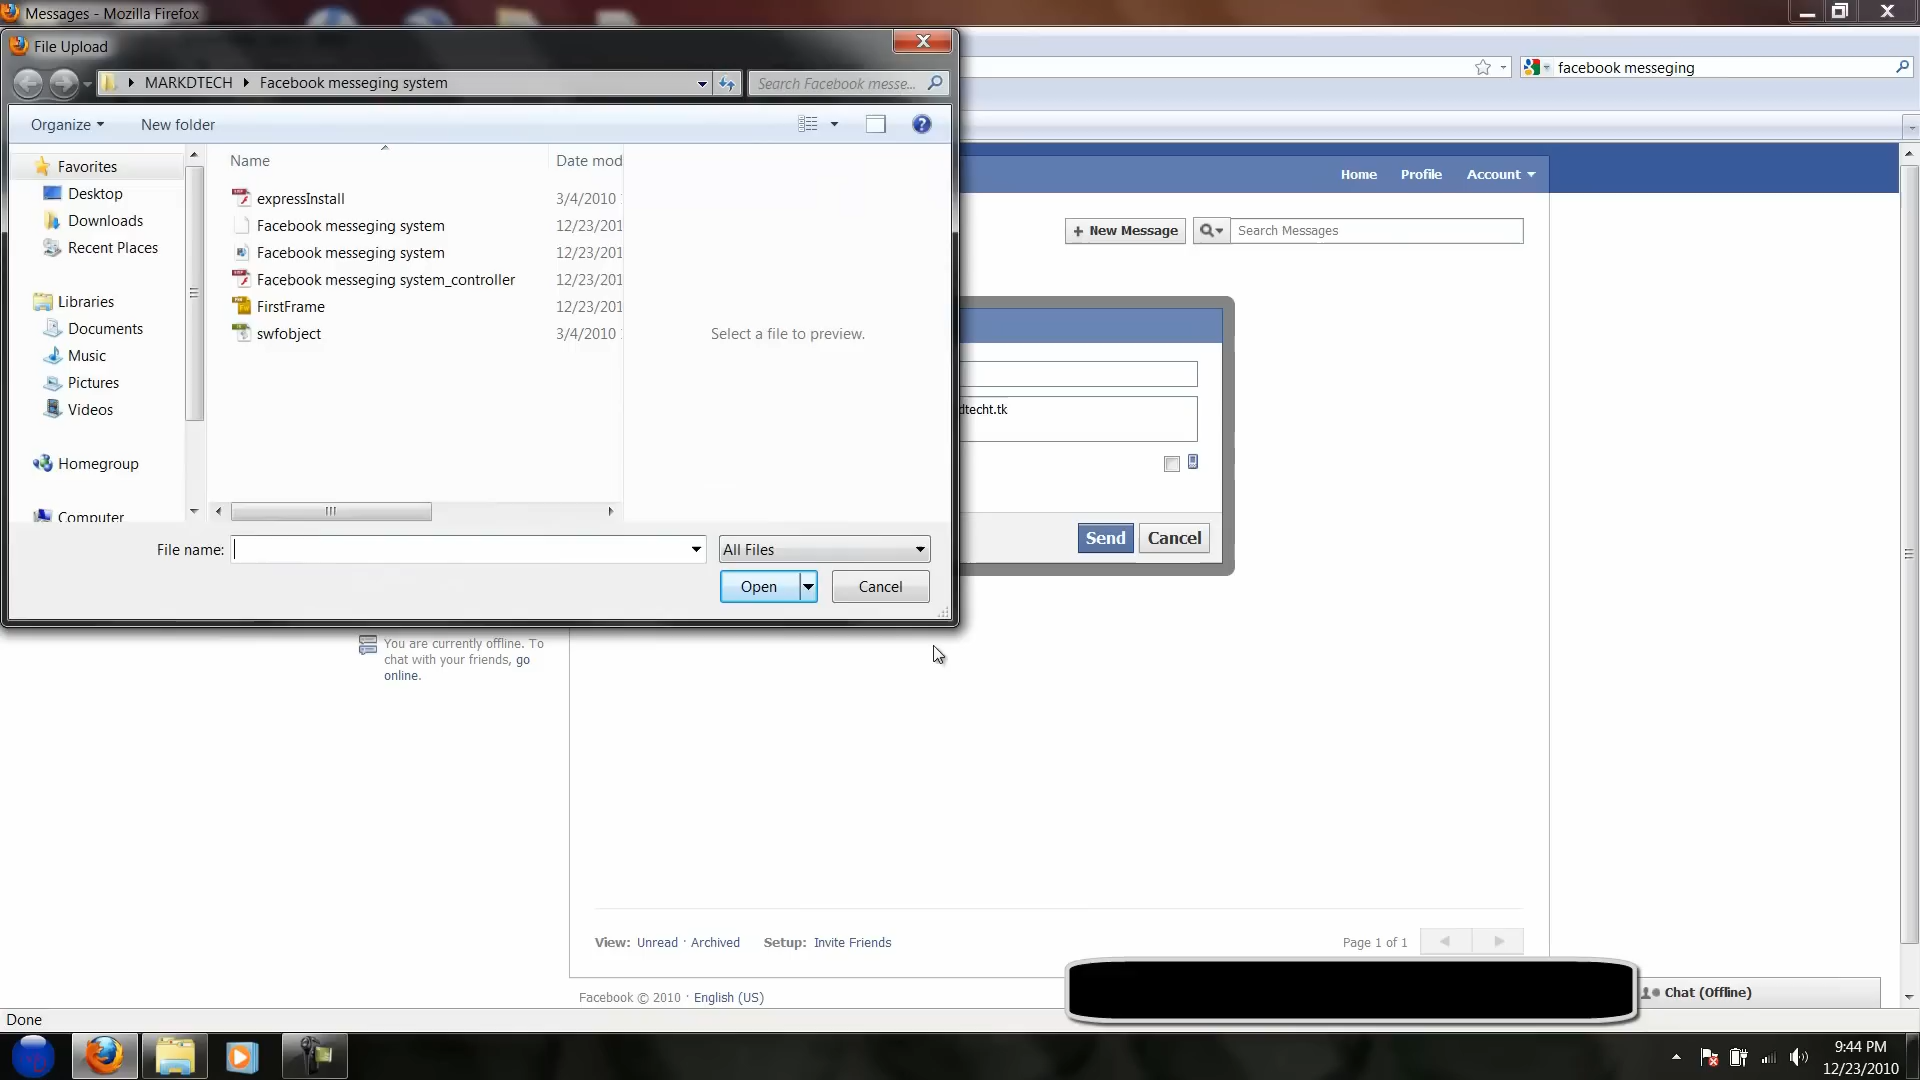 Messages - Mozilla Firefox
File Upload
MARKDTECH
Facebook messeging system
Search Facebook messe...
facebook messeging
Organize
New folder
Favorites
Desktop
Downloads
Recent Places
Libraries
Documents
Music
Pictures
Videos
Homegroup
Computer
Name
Date mod
expressInstall
3/4/2010
Facebook messeging system
12/23/201
Facebook messeging system
12/23/201
Facebook messeging system_controller
12/23/201
FirstFrame
12/23/201
swfobject
3/4/2010
Select a file to preview.
File name:
All Files
Open
Cancel
Home
Profile
Account
+ New Message
Search Messages
dtecht.tk
Send
Cancel
You are currently offline. To
chat with your friends, go
online.
View: Unread · Archived
Setup: Invite Friends
Page 1 of 1
Facebook © 2010 · English (US)
Chat (Offline)
Done
9:44 PM
12/23/2010